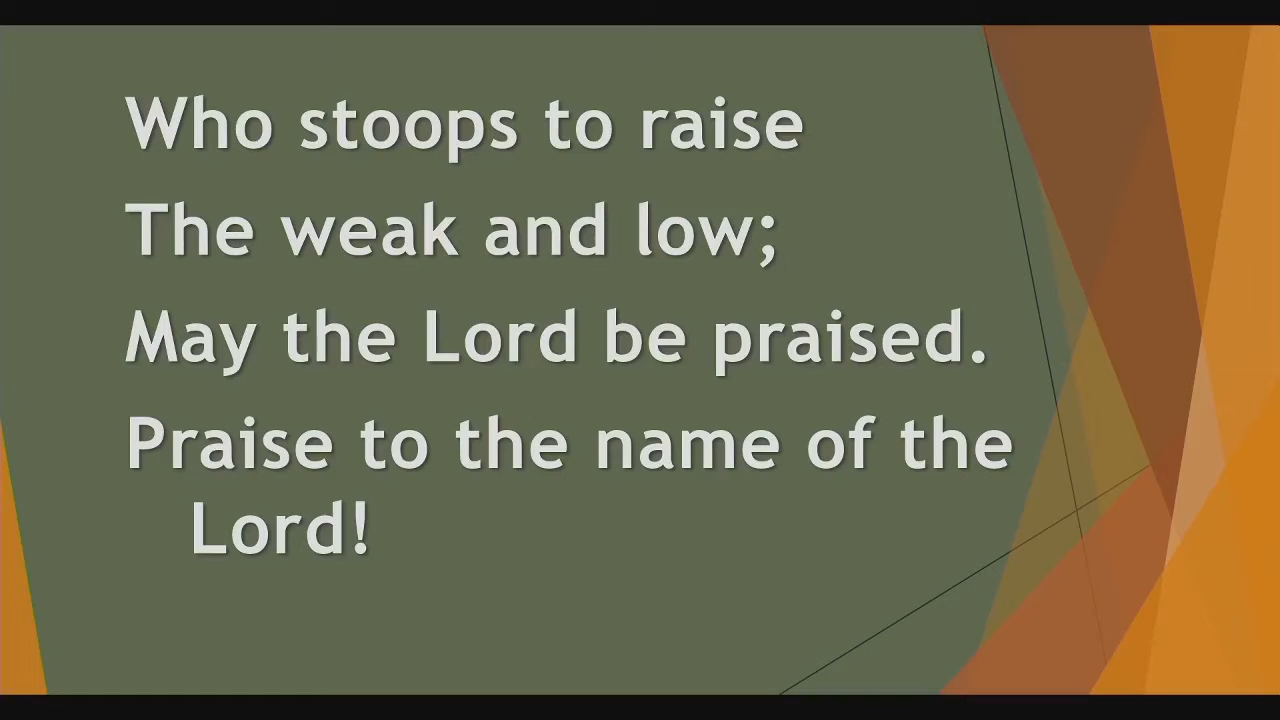 Who stoops to raise
The weak and low;
May the Lord be praised.
Praise to the name of the
Lord!